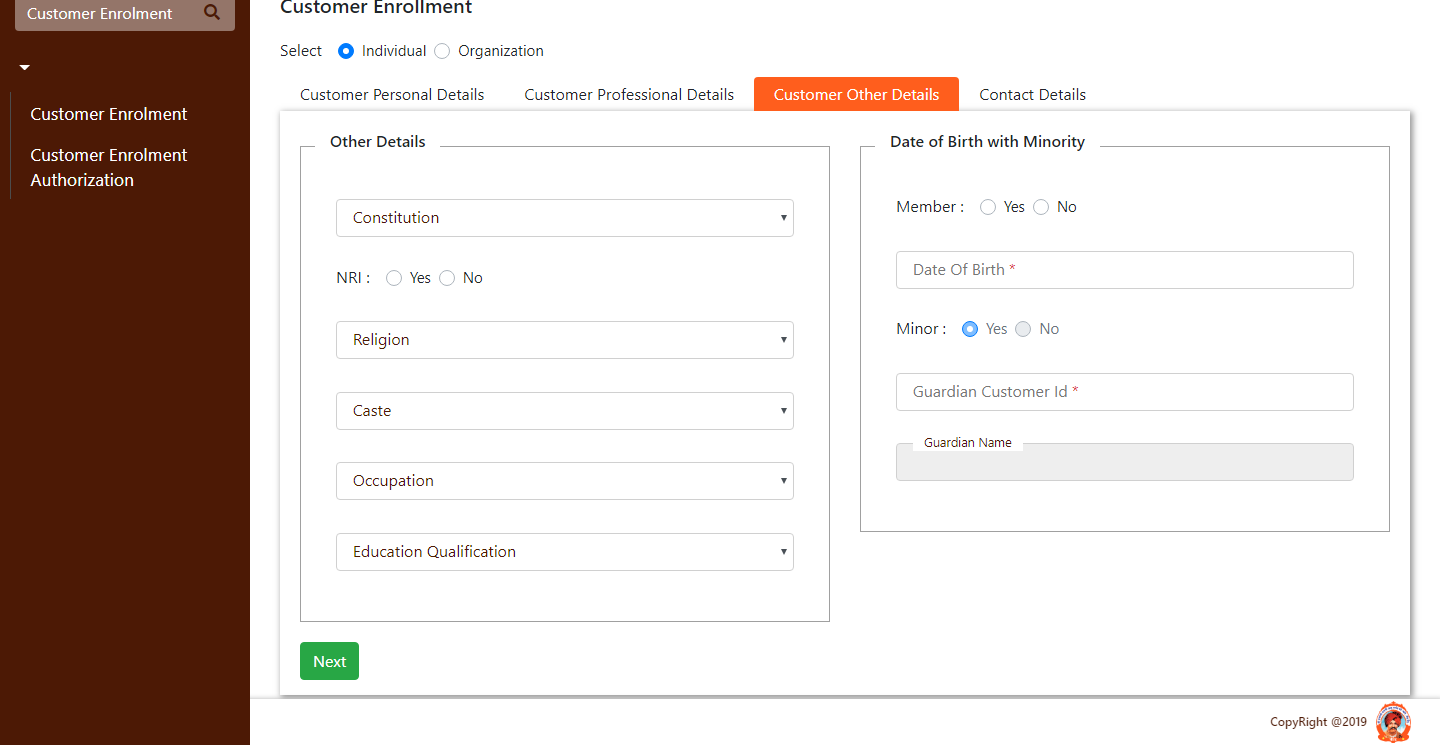 Customer Enrolment
Customer Enrolment
Customer Enrolment
Authorization
Customer Enrollment
Select Individual Organization
Customer Personal Details Customer Professional Details Customer Other Details Contact Details
Other Details
Constitution
NRI : Yes No
Religion
Caste
Occupation
Education Qualification
Date of Birth with Minority
Member : Yes No
Date Of Birth *
Minor : Yes No
Guardian Customer Id *
Guardian Name
Next
CopyRight @2019